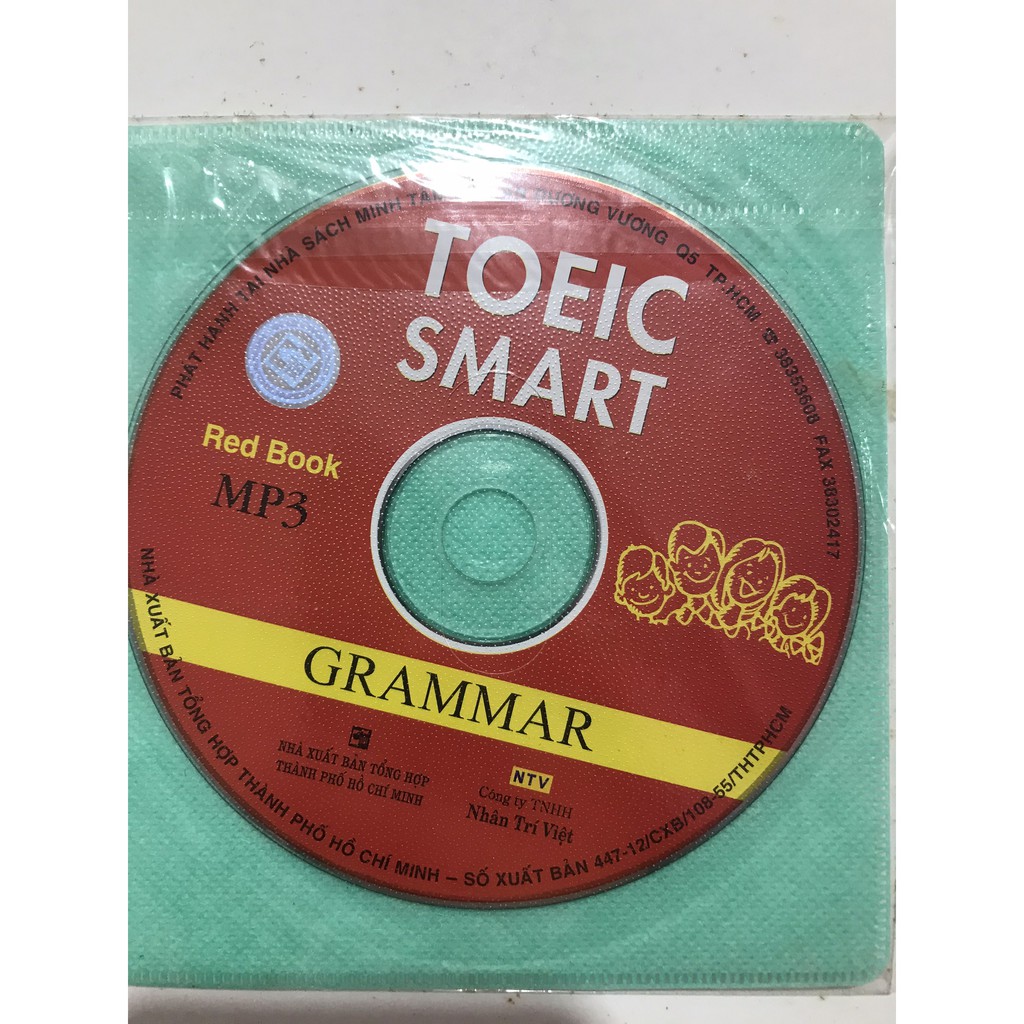 PHÁT HÀNH TẠI NHÀ SÁCH MINH VƯƠNG Q5 TP.HCM ☎ 38353608 FAX 38302417
TOEIC
SMART
Red Book
MP3
GRAMMAR
NHÀ XUẤT BẢN TỔNG HỢP
THÀNH PHỐ HỒ CHÍ MINH
NTV
Công ty TNHH
Nhân Trí Việt
NHÀ XUẤT BẢN TỔNG HỢP THÀNH PHỐ HỒ CHÍ MINH – SỐ XUẤT BẢN 447-12/CXB/108-55/THTPHCM